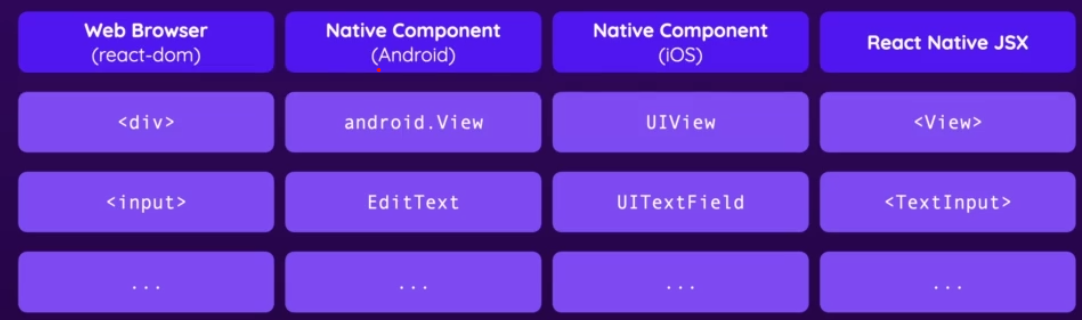 Web Browser
(react-dom)
Native Component
(Android)
Native Component
(iOS)
React Native JSX
<div>
android.View
UIView
<View>
<input>
EditText
UITextField
<TextInput>
...
...
...
...